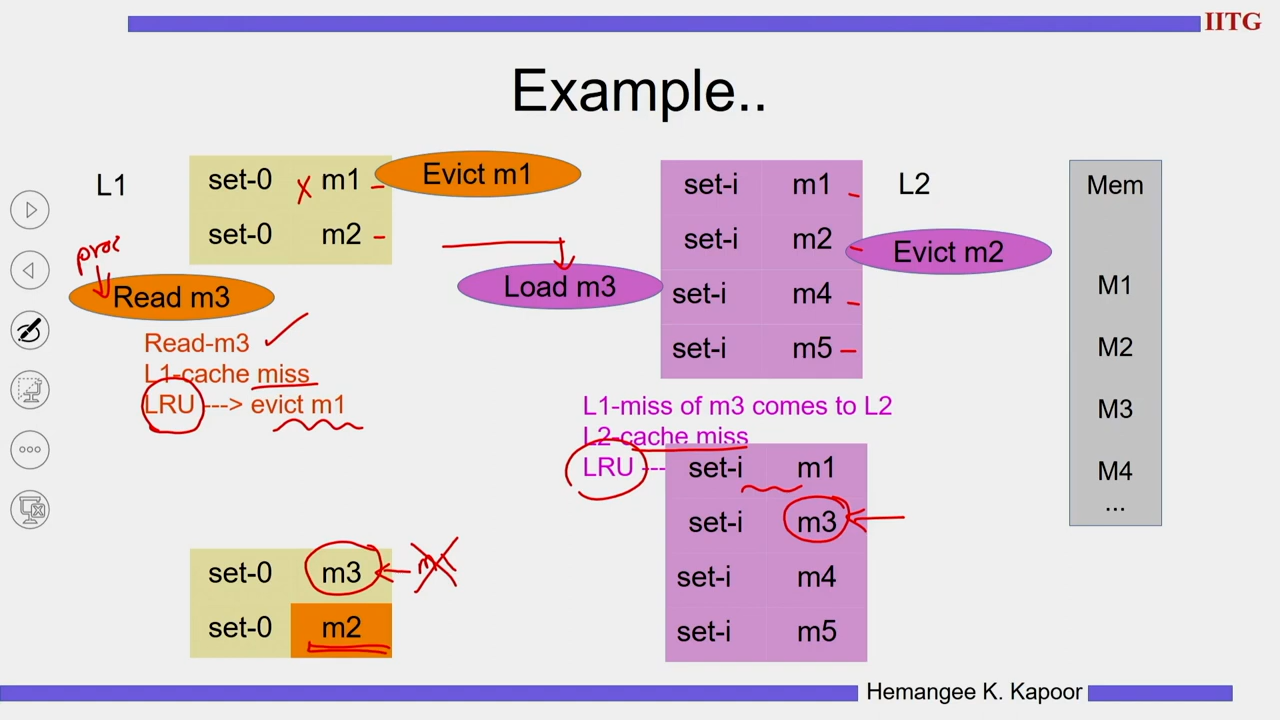 IITG
Example..
L1
set-0 m1
set-0 m2
Evict m1
proc
Read m3
Read-m3
L1-cache miss
LRU ---> evict m1
set-0 m3
m1
set-0 m2
Load m3
set-i m1
set-i m2
set-i m4
set-i m5
L2
Evict m2
L1-miss of m3 comes to L2
L2-cache miss
LRU ---
set-i m1
set-i m3
set-i m4
set-i m5
Mem
M1
M2
M3
M4
...
Hemangee K. Kapoor